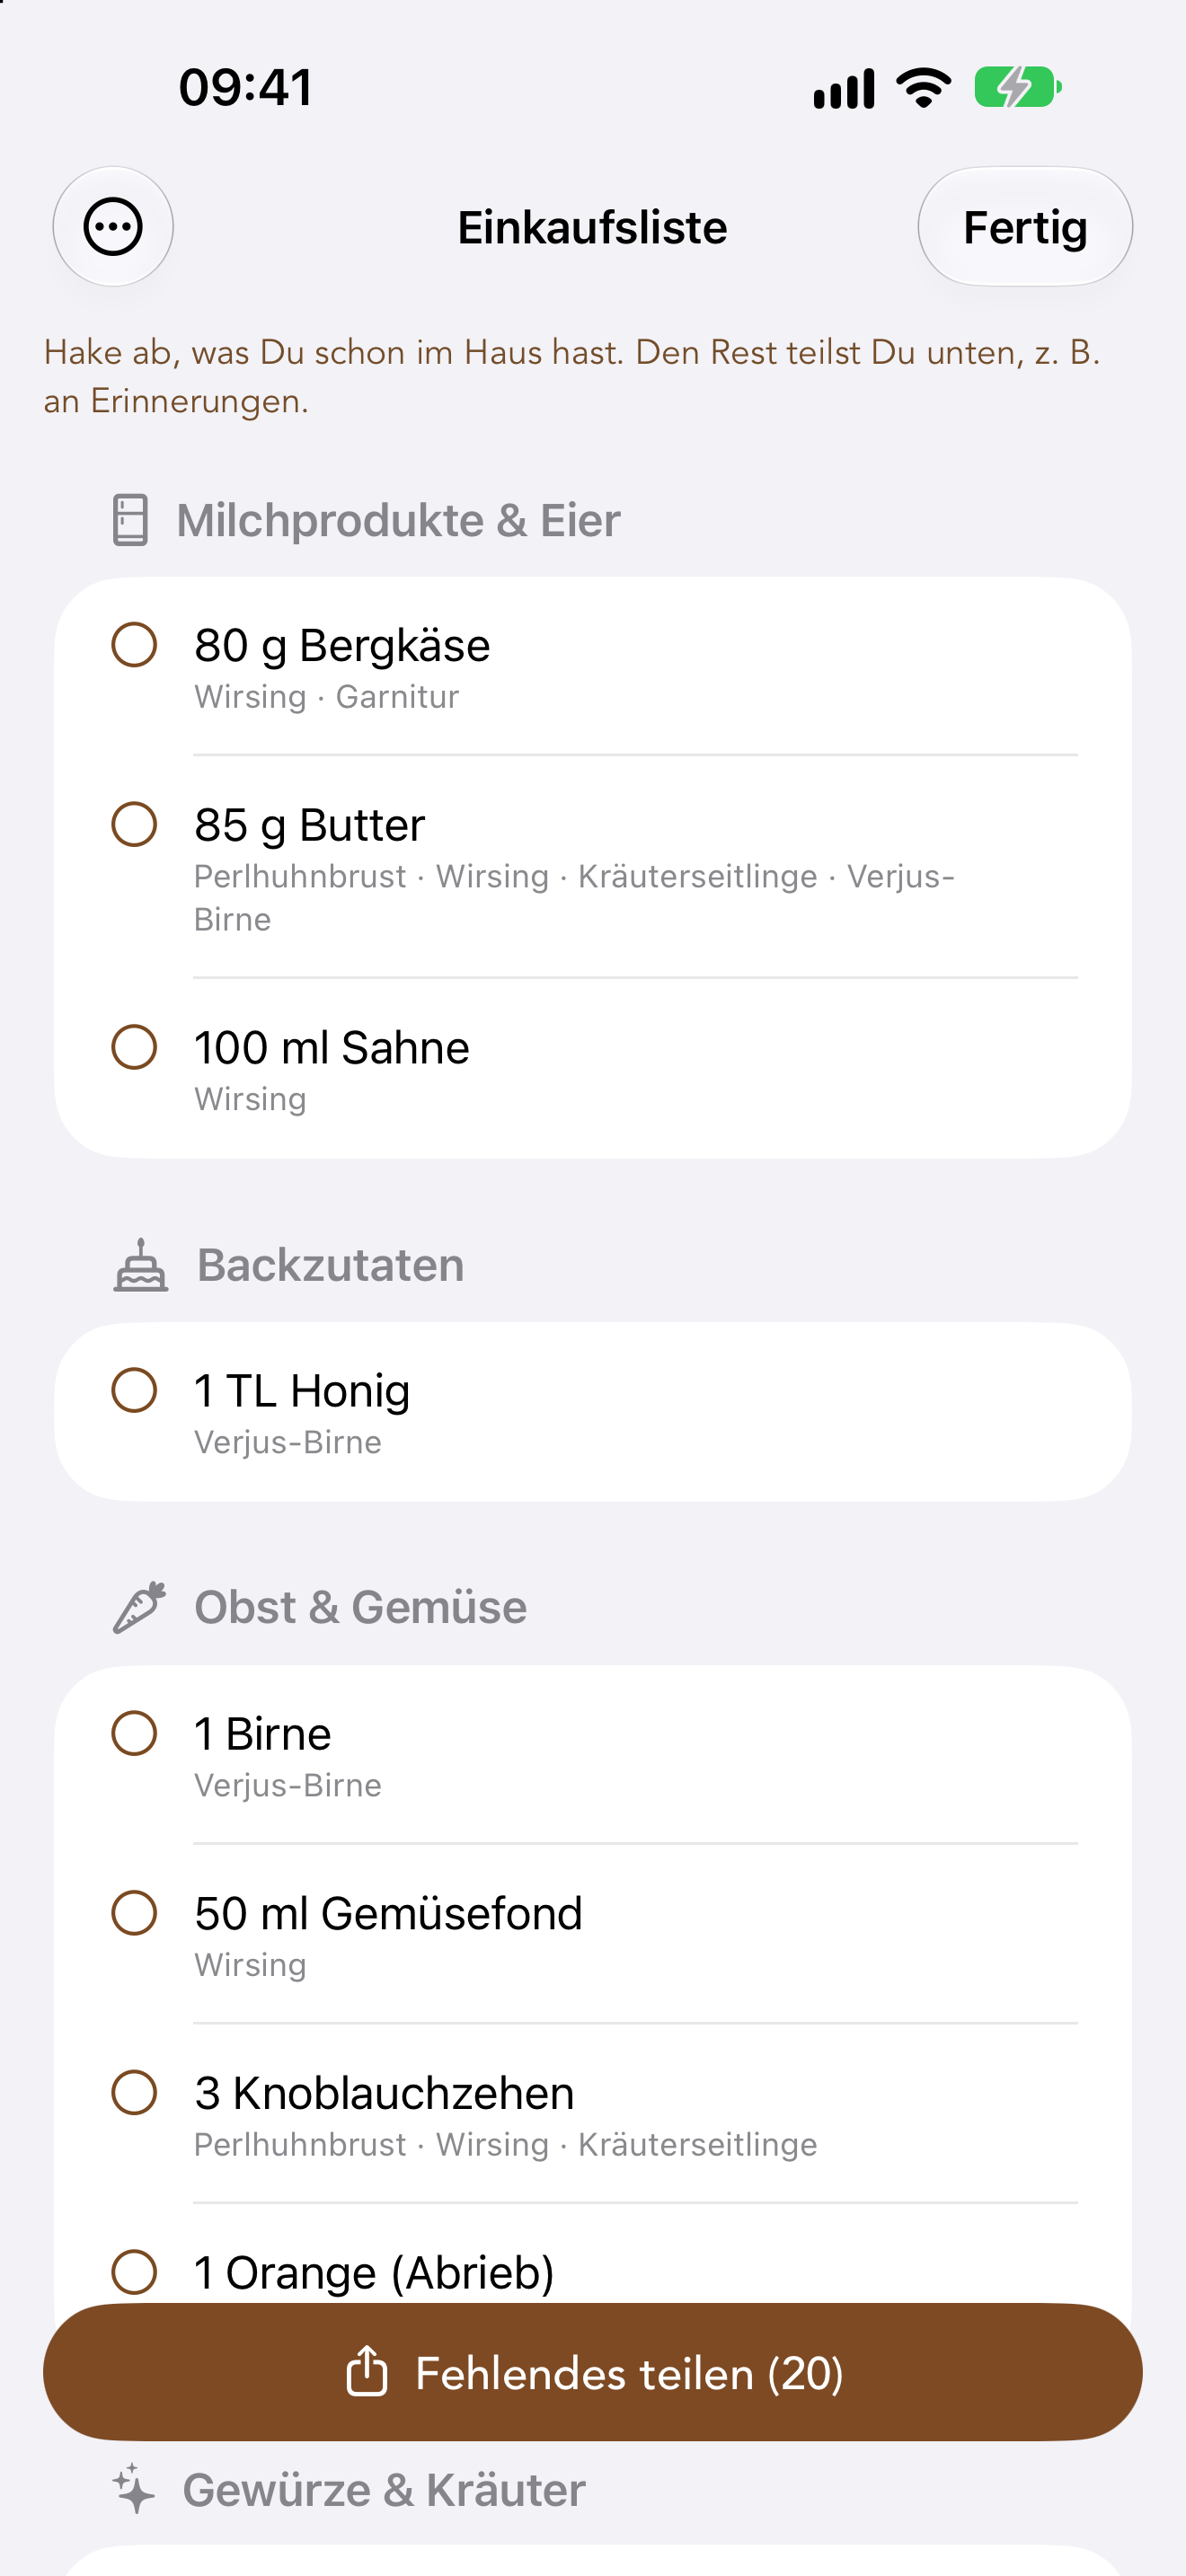 09:41
Einkaufsliste
Fertig
Hake ab, was Du schon im Haus hast. Den Rest teilst Du unten, z. B.
an Erinnerungen.
Milchprodukte & Eier
80 g Bergkäse
Wirsing · Garnitur
85 g Butter
Perlhuhnbrust · Wirsing · Kräuterseitlinge · Verjus-
Birne
100 ml Sahne
Wirsing
Backzutaten
1 TL Honig
Verjus-Birne
Obst & Gemüse
1 Birne
Verjus-Birne
50 ml Gemüsefond
Wirsing
3 Knoblauchzehen
Perlhuhnbrust · Wirsing · Kräuterseitlinge
1 Orange (Abrieb)
Fehlendes teilen (20)
Gewürze & Kräuter